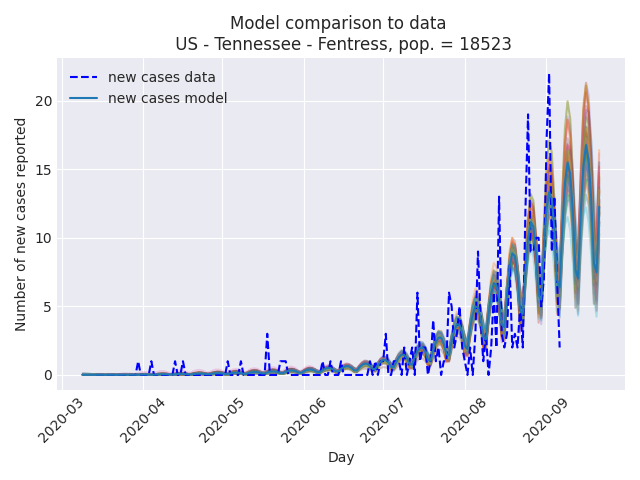 Model comparison to data
US - Tennessee - Fentress, pop. = 18523
new cases data
new cases model
Number of new cases reported
20
15
10
5
0
2020-03
2020-04
2020-05
2020-06
2020-07
2020-08
2020-09
Day